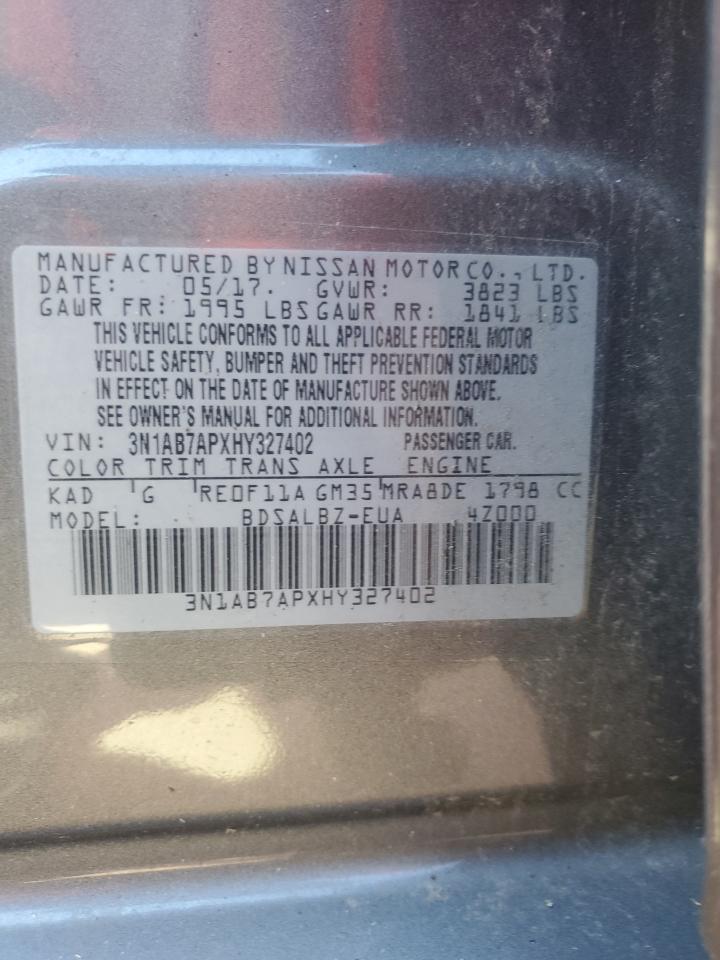 MANUFACTURED BY NISSAN MOTOR CO., LTD.
DATE: 05/17. GVWR: 3823 LBS
GAWR FR: 1995 LBS GAWR RR: 1841 LBS
THIS VEHICLE CONFORMS TO ALL APPLICABLE FEDERAL MOTOR
VEHICLE SAFETY, BUMPER AND THEFT PREVENTION STANDARDS
IN EFFECT ON THE DATE OF MANUFACTURE SHOWN ABOVE.
SEE OWNER'S MANUAL FOR ADDITIONAL INFORMATION.
VIN: 3N1AB7APXHY327402 PASSENGER CAR.
COLOR TRIM TRANS AXLE ENGINE
KAD G RE0F11A GM35 MRA8DE 1798 CC
MODEL: BDSALBZ-EUA 4Z000
3N1AB7APXHY327402